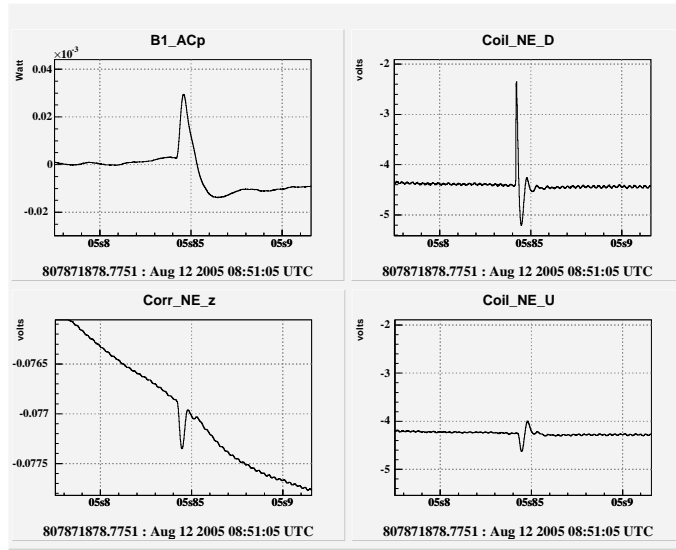 B1_ACp
×10⁻³
Watt
0.04
0.02
0
-0.02
05s8 05s85 05s9
807871878.7751 : Aug 12 2005 08:51:05 UTC
Coil_NE_D
volts
-2
-3
-4
-5
05s8 05s85 05s9
807871878.7751 : Aug 12 2005 08:51:05 UTC
Corr_NE_z
volts
-0.0765
-0.077
-0.0775
05s8 05s85 05s9
807871878.7751 : Aug 12 2005 08:51:05 UTC
Coil_NE_U
volts
-2
-3
-4
-5
05s8 05s85 05s9
807871878.7751 : Aug 12 2005 08:51:05 UTC